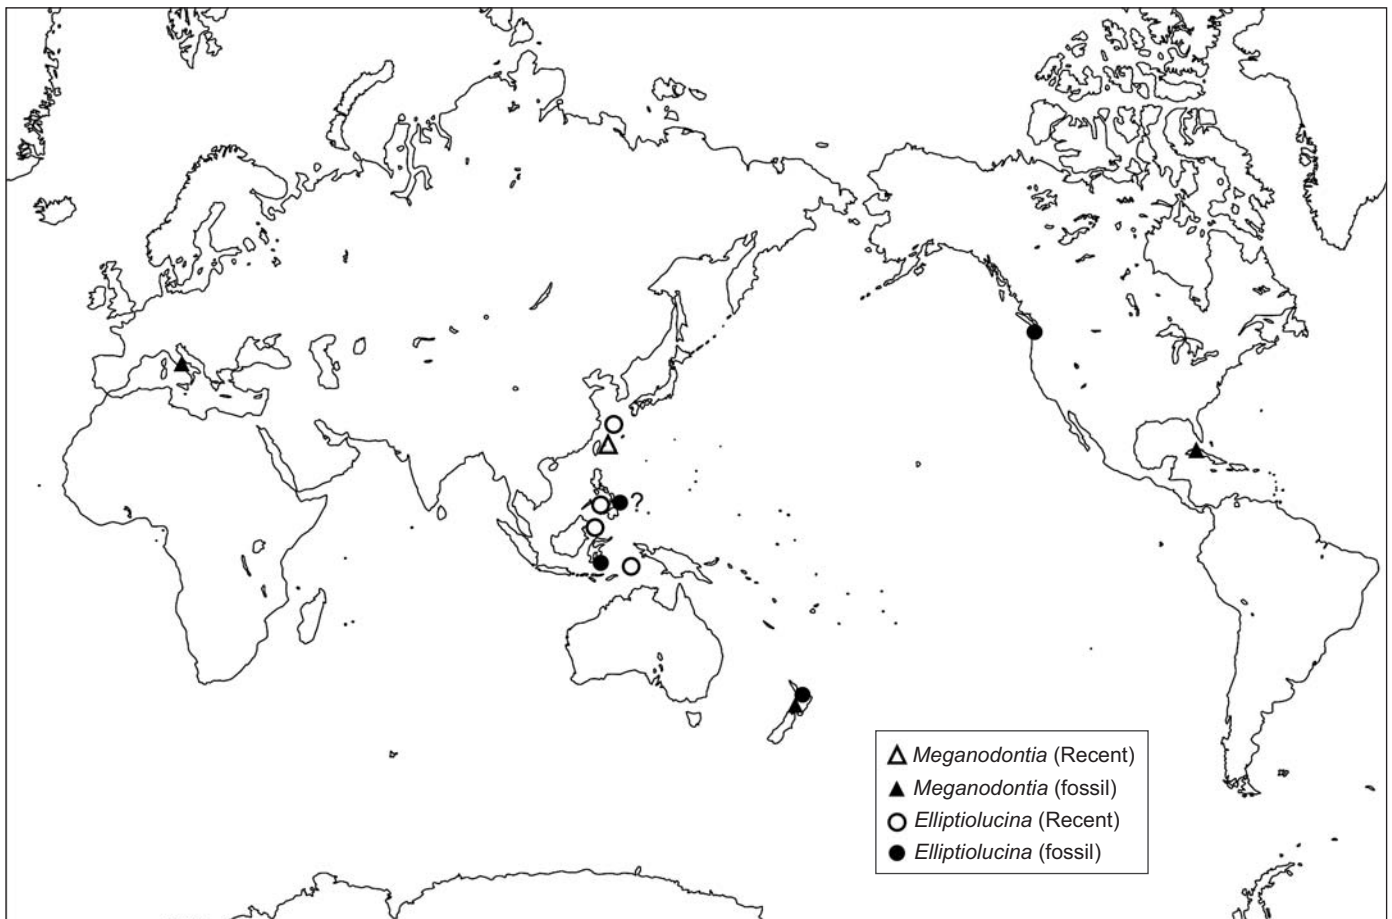 ?
Meganodontia (Recent)
Meganodontia (fossil)
Elliptiolucina (Recent)
Elliptiolucina (fossil)